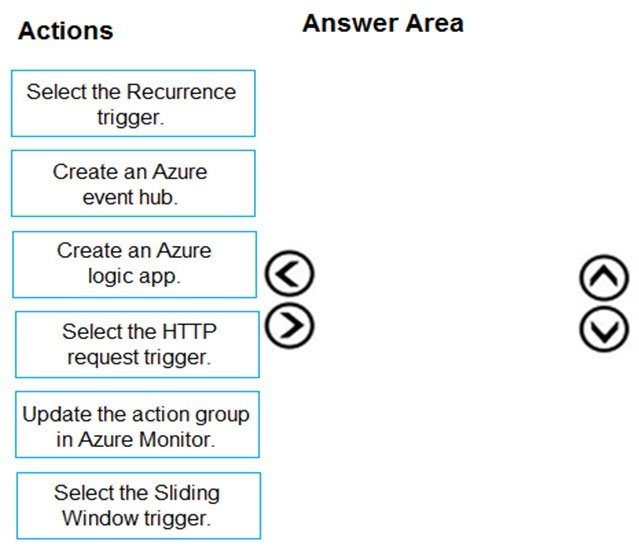 Actions
Answer Area
Select the Recurrence
trigger.
Create an Azure
event hub.
Create an Azure
logic app.
Select the HTTP
request trigger.
Update the action group
in Azure Monitor.
Select the Sliding
Window trigger.